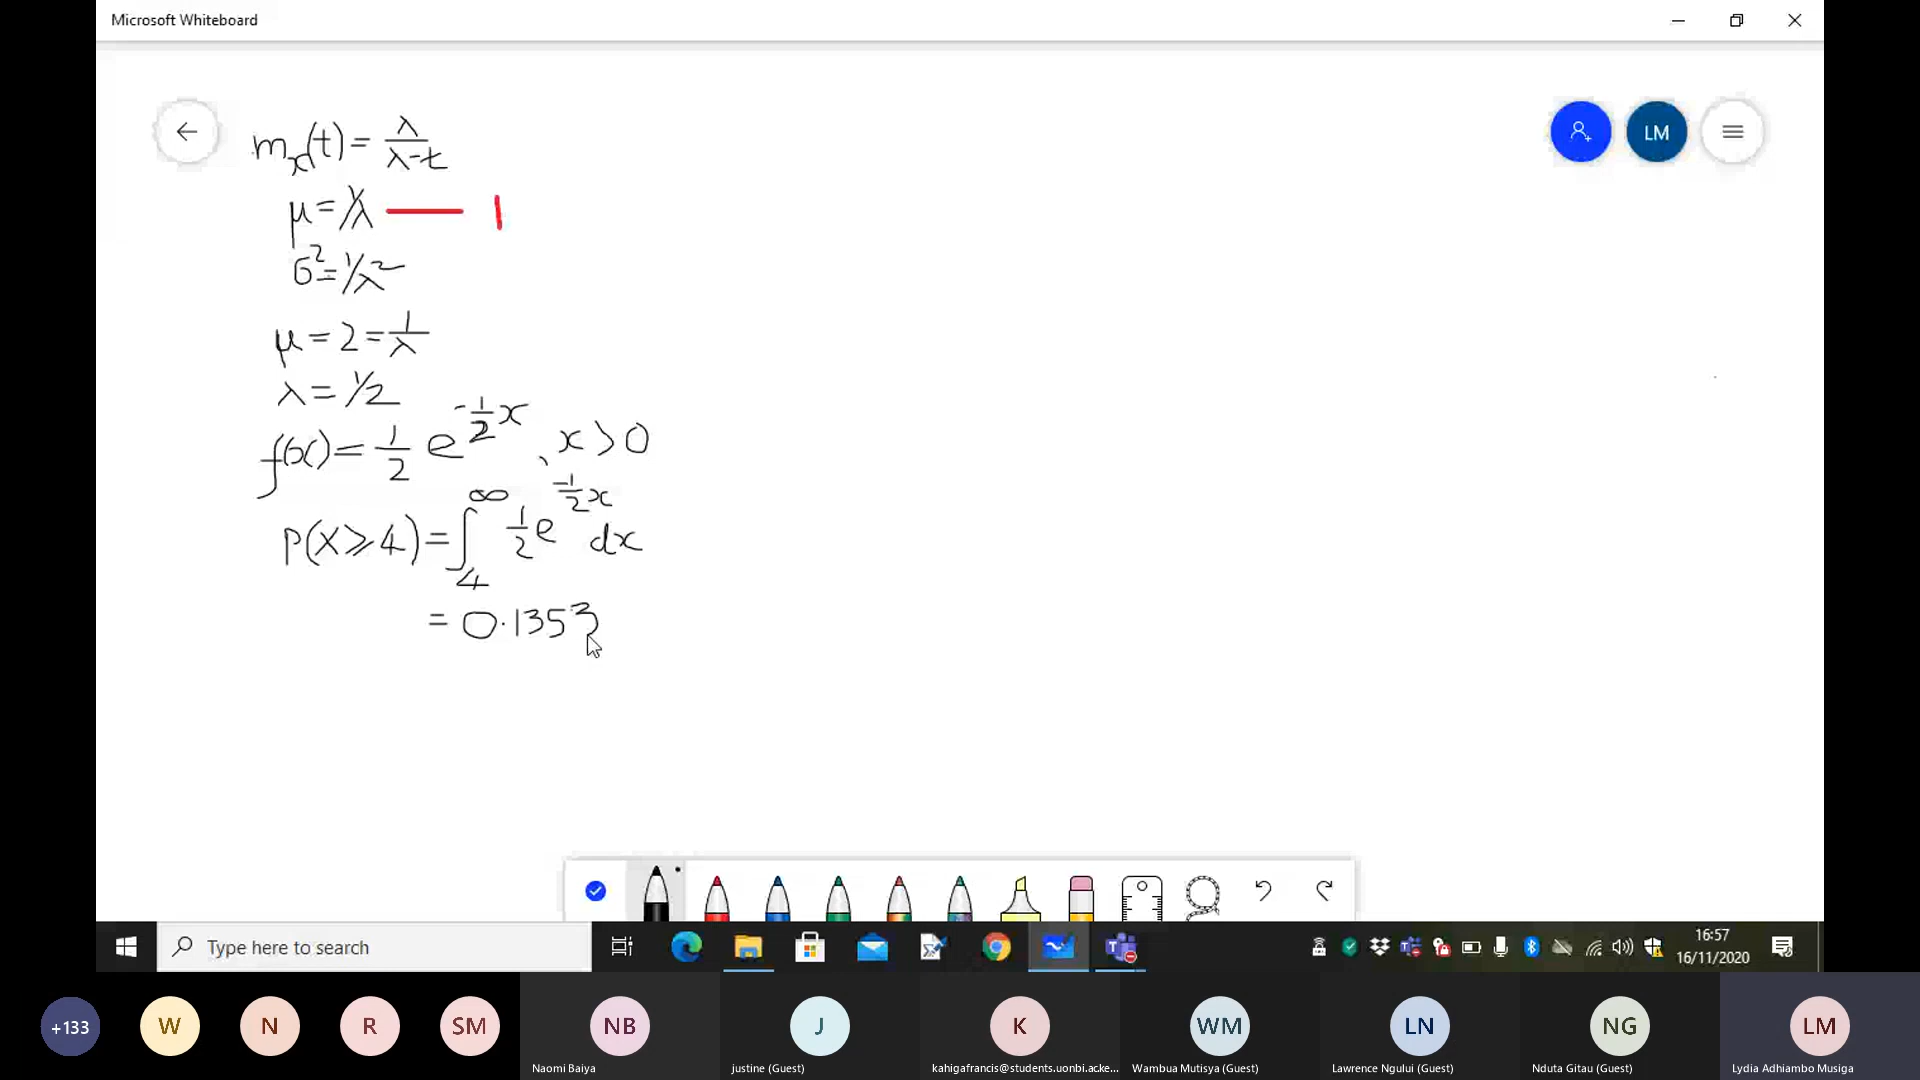 Microsoft Whiteboard
LM
mₓ(t) = λ/(λ-t)
μ = 1/λ — 1
σ² = 1/λ²
μ = 2 = 1/λ
λ = 1/2
f(x) = 1/2 e^(-1/2 x), x > 0
P(X ≥ 4) = ∫₄^∞ 1/2 e^(-1/2 x) dx
= 0.1353
Type here to search
16:57
16/11/2020
+133
W
N
R
SM
NB
J
K
WM
LN
NG
LM
Naomi Baiya
justine (Guest)
kahigafrancis@students.uonbi.ac.ke...
Wambua Mutisya (Guest)
Lawrence Ngului (Guest)
Nduta Gitau (Guest)
Lydia Adhiambo Musiga